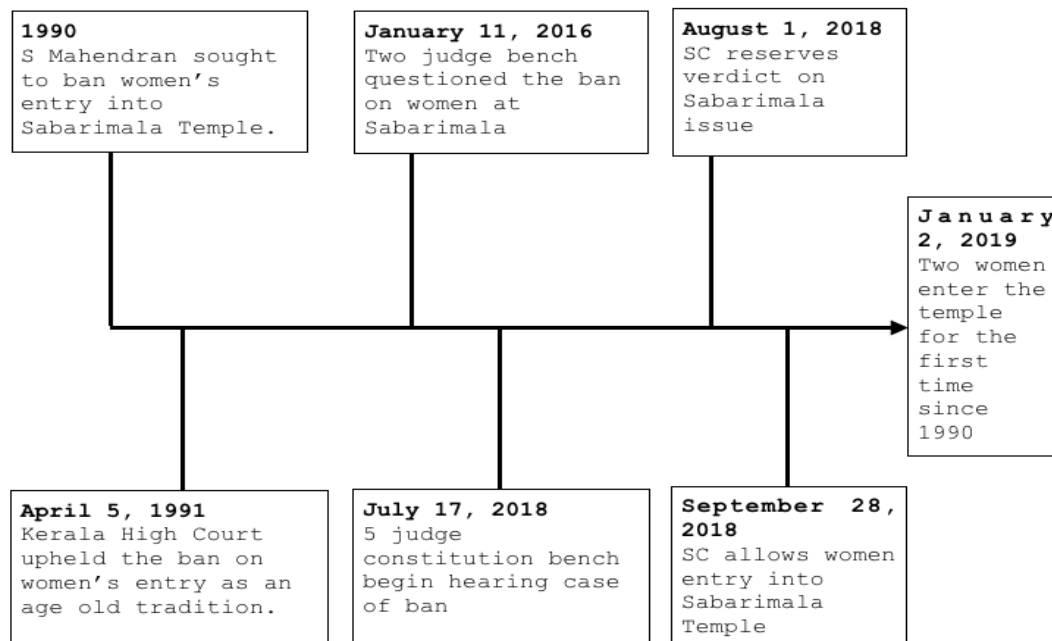 1990
S Mahendran sought
to ban women's
entry into
Sabarimala Temple.
January 11, 2016
Two judge bench
questioned the ban
on women at
Sabarimala
August 1, 2018
SC reserves
verdict on
Sabarimala
issue
January
2, 2019
Two women
enter the
temple
for the
first
time
since
1990
April 5, 1991
Kerala High Court
upheld the ban on
women's entry as an
age old tradition.
July 17, 2018
5 judge
constitution bench
begin hearing case
of ban
September 28,
2018
SC allows women
entry into
Sabarimala
Temple